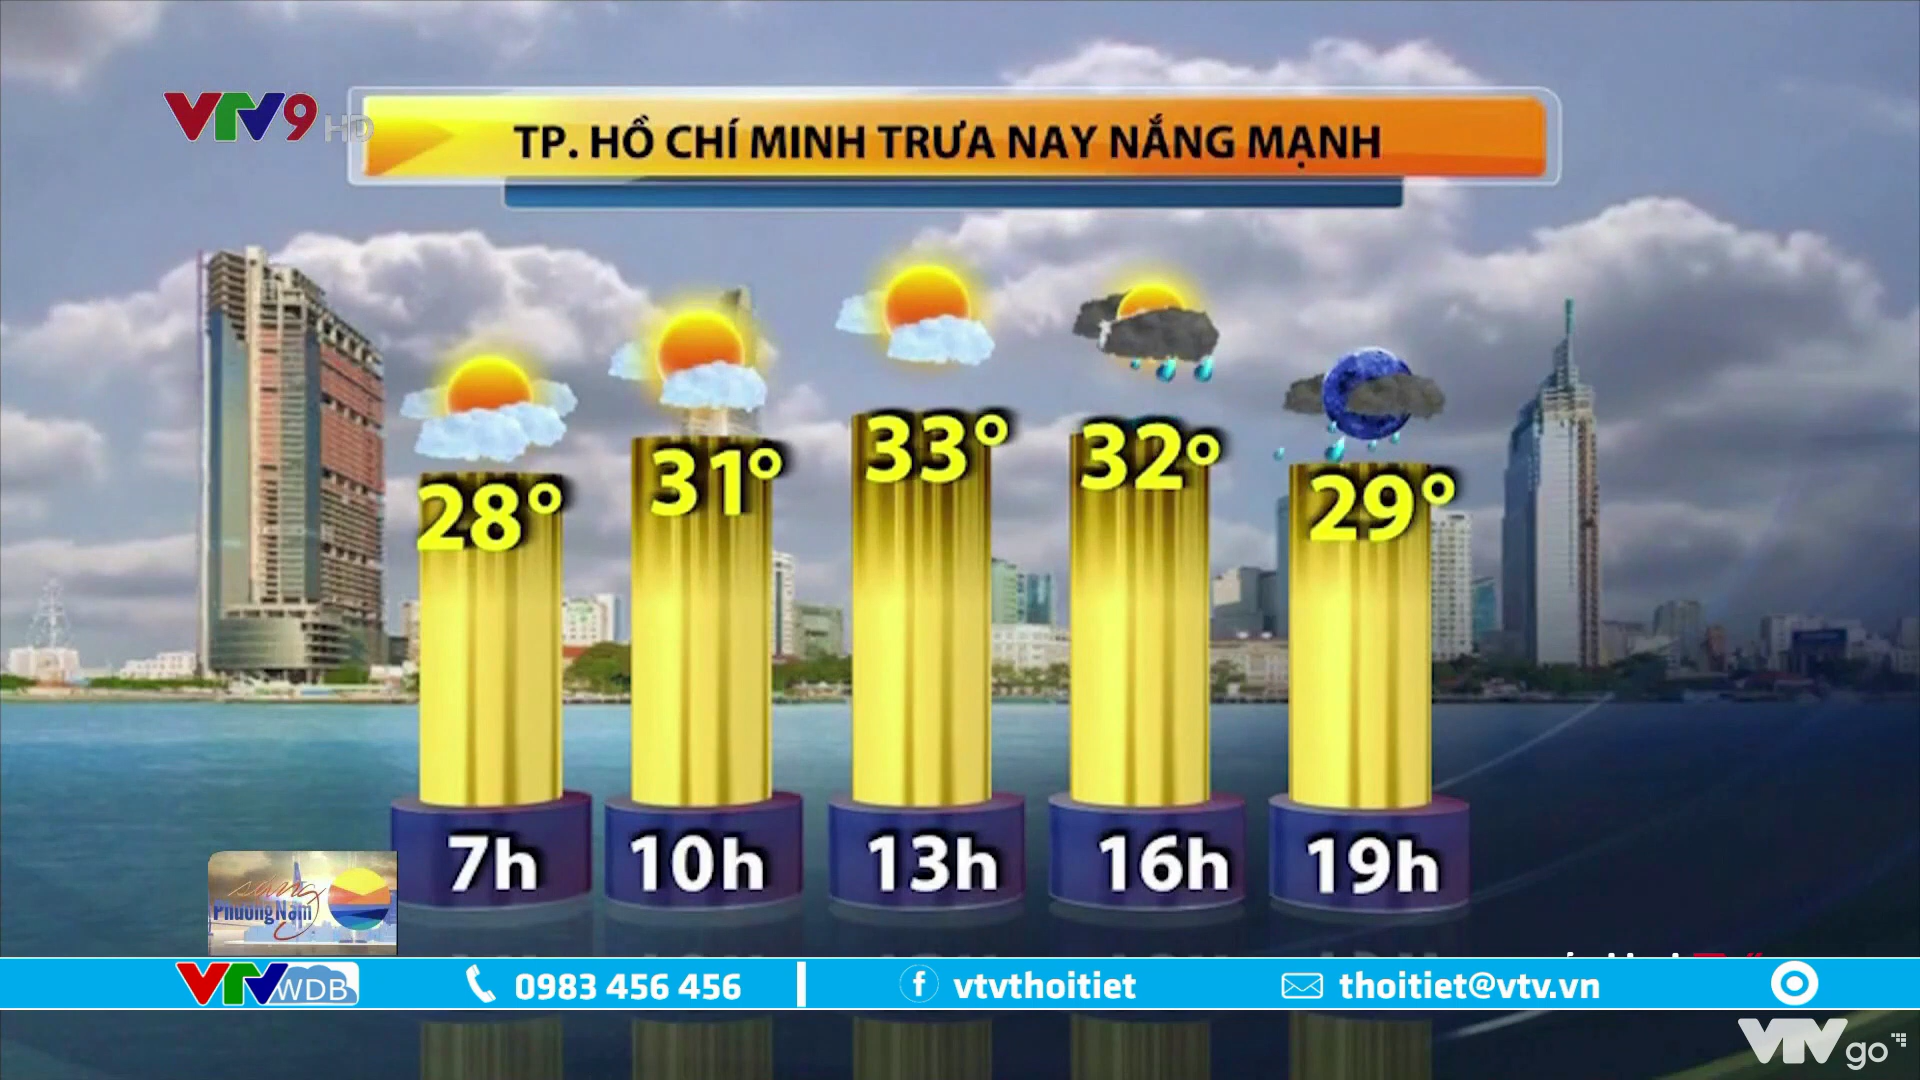 VTV9 HD
TP. HỒ CHÍ MINH TRƯA NAY NẮNG MẠNH
28° 31° 33° 32° 29°
7h 10h 13h 16h 19h
sáng
Phương Nam
VTV WDB 0983 456 456 vtvthoitiet thoitiet@vtv.vn
VTV go